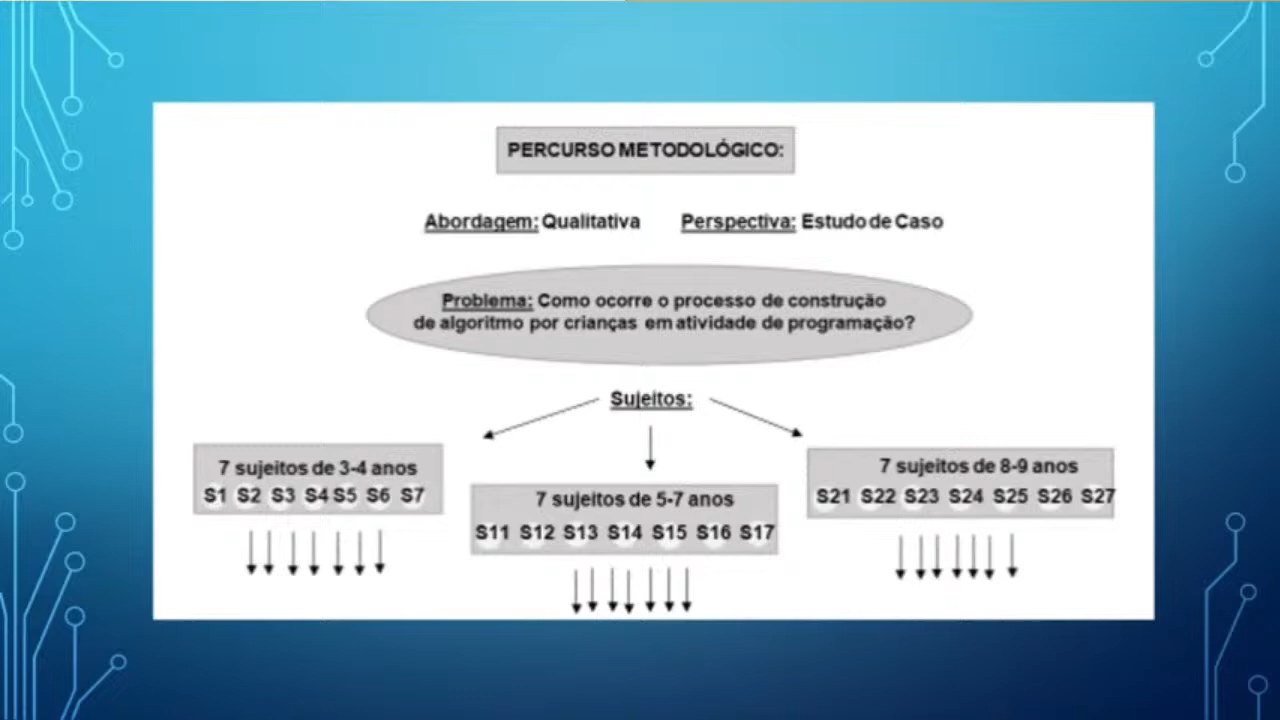 PERCURSO METODOLÓGICO:
Abordagem: Qualitativa Perspectiva: Estudo de Caso
Problema: Como ocorre o processo de construção
de algoritmo por crianças em atividade de programação?
Sujeitos:
7 sujeitos de 3-4 anos
S1 S2 S3 S4 S5 S6 S7
7 sujeitos de 5-7 anos
S11 S12 S13 S14 S15 S16 S17
7 sujeitos de 8-9 anos
S21 S22 S23 S24 S25 S26 S27